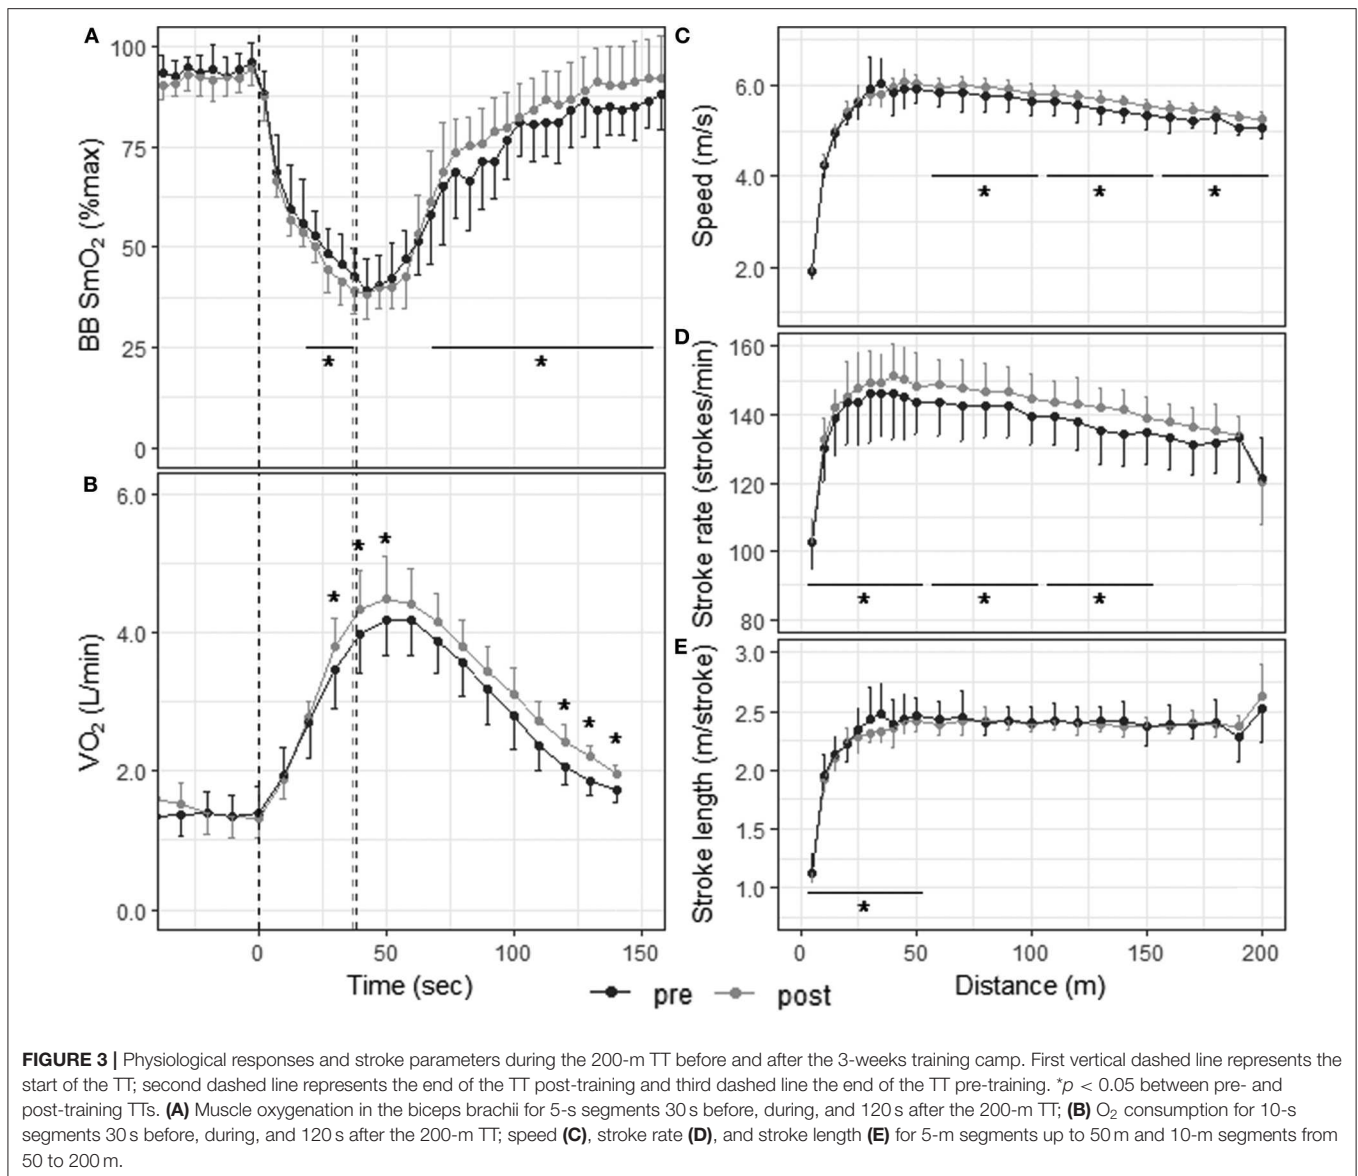 A
100
75
50
25
0
BB SmO2 (%max)
*
*
B
6.0
4.0
2.0
0.0
VO2 (L/min)
*
*
*
*
*
*
0
50
100
150
Time (sec)
C
6.0
4.0
2.0
Speed (m/s)
*
*
*
D
160
140
120
100
80
Stroke rate (strokes/min)
*
*
*
E
3.0
2.5
2.0
1.5
1.0
Stroke length (m/stroke)
*
0
50
100
150
200
Distance (m)
pre
post
FIGURE 3 | Physiological responses and stroke parameters during the 200-m TT before and after the 3-weeks training camp. First vertical dashed line represents the
start of the TT; second dashed line represents the end of the TT post-training and third dashed line the end of the TT pre-training. *p < 0.05 between pre- and
post-training TTs. (A) Muscle oxygenation in the biceps brachii for 5-s segments 30 s before, during, and 120 s after the 200-m TT; (B) O2 consumption for 10-s
segments 30 s before, during, and 120 s after the 200-m TT; speed (C), stroke rate (D), and stroke length (E) for 5-m segments up to 50 m and 10-m segments from
50 to 200 m.